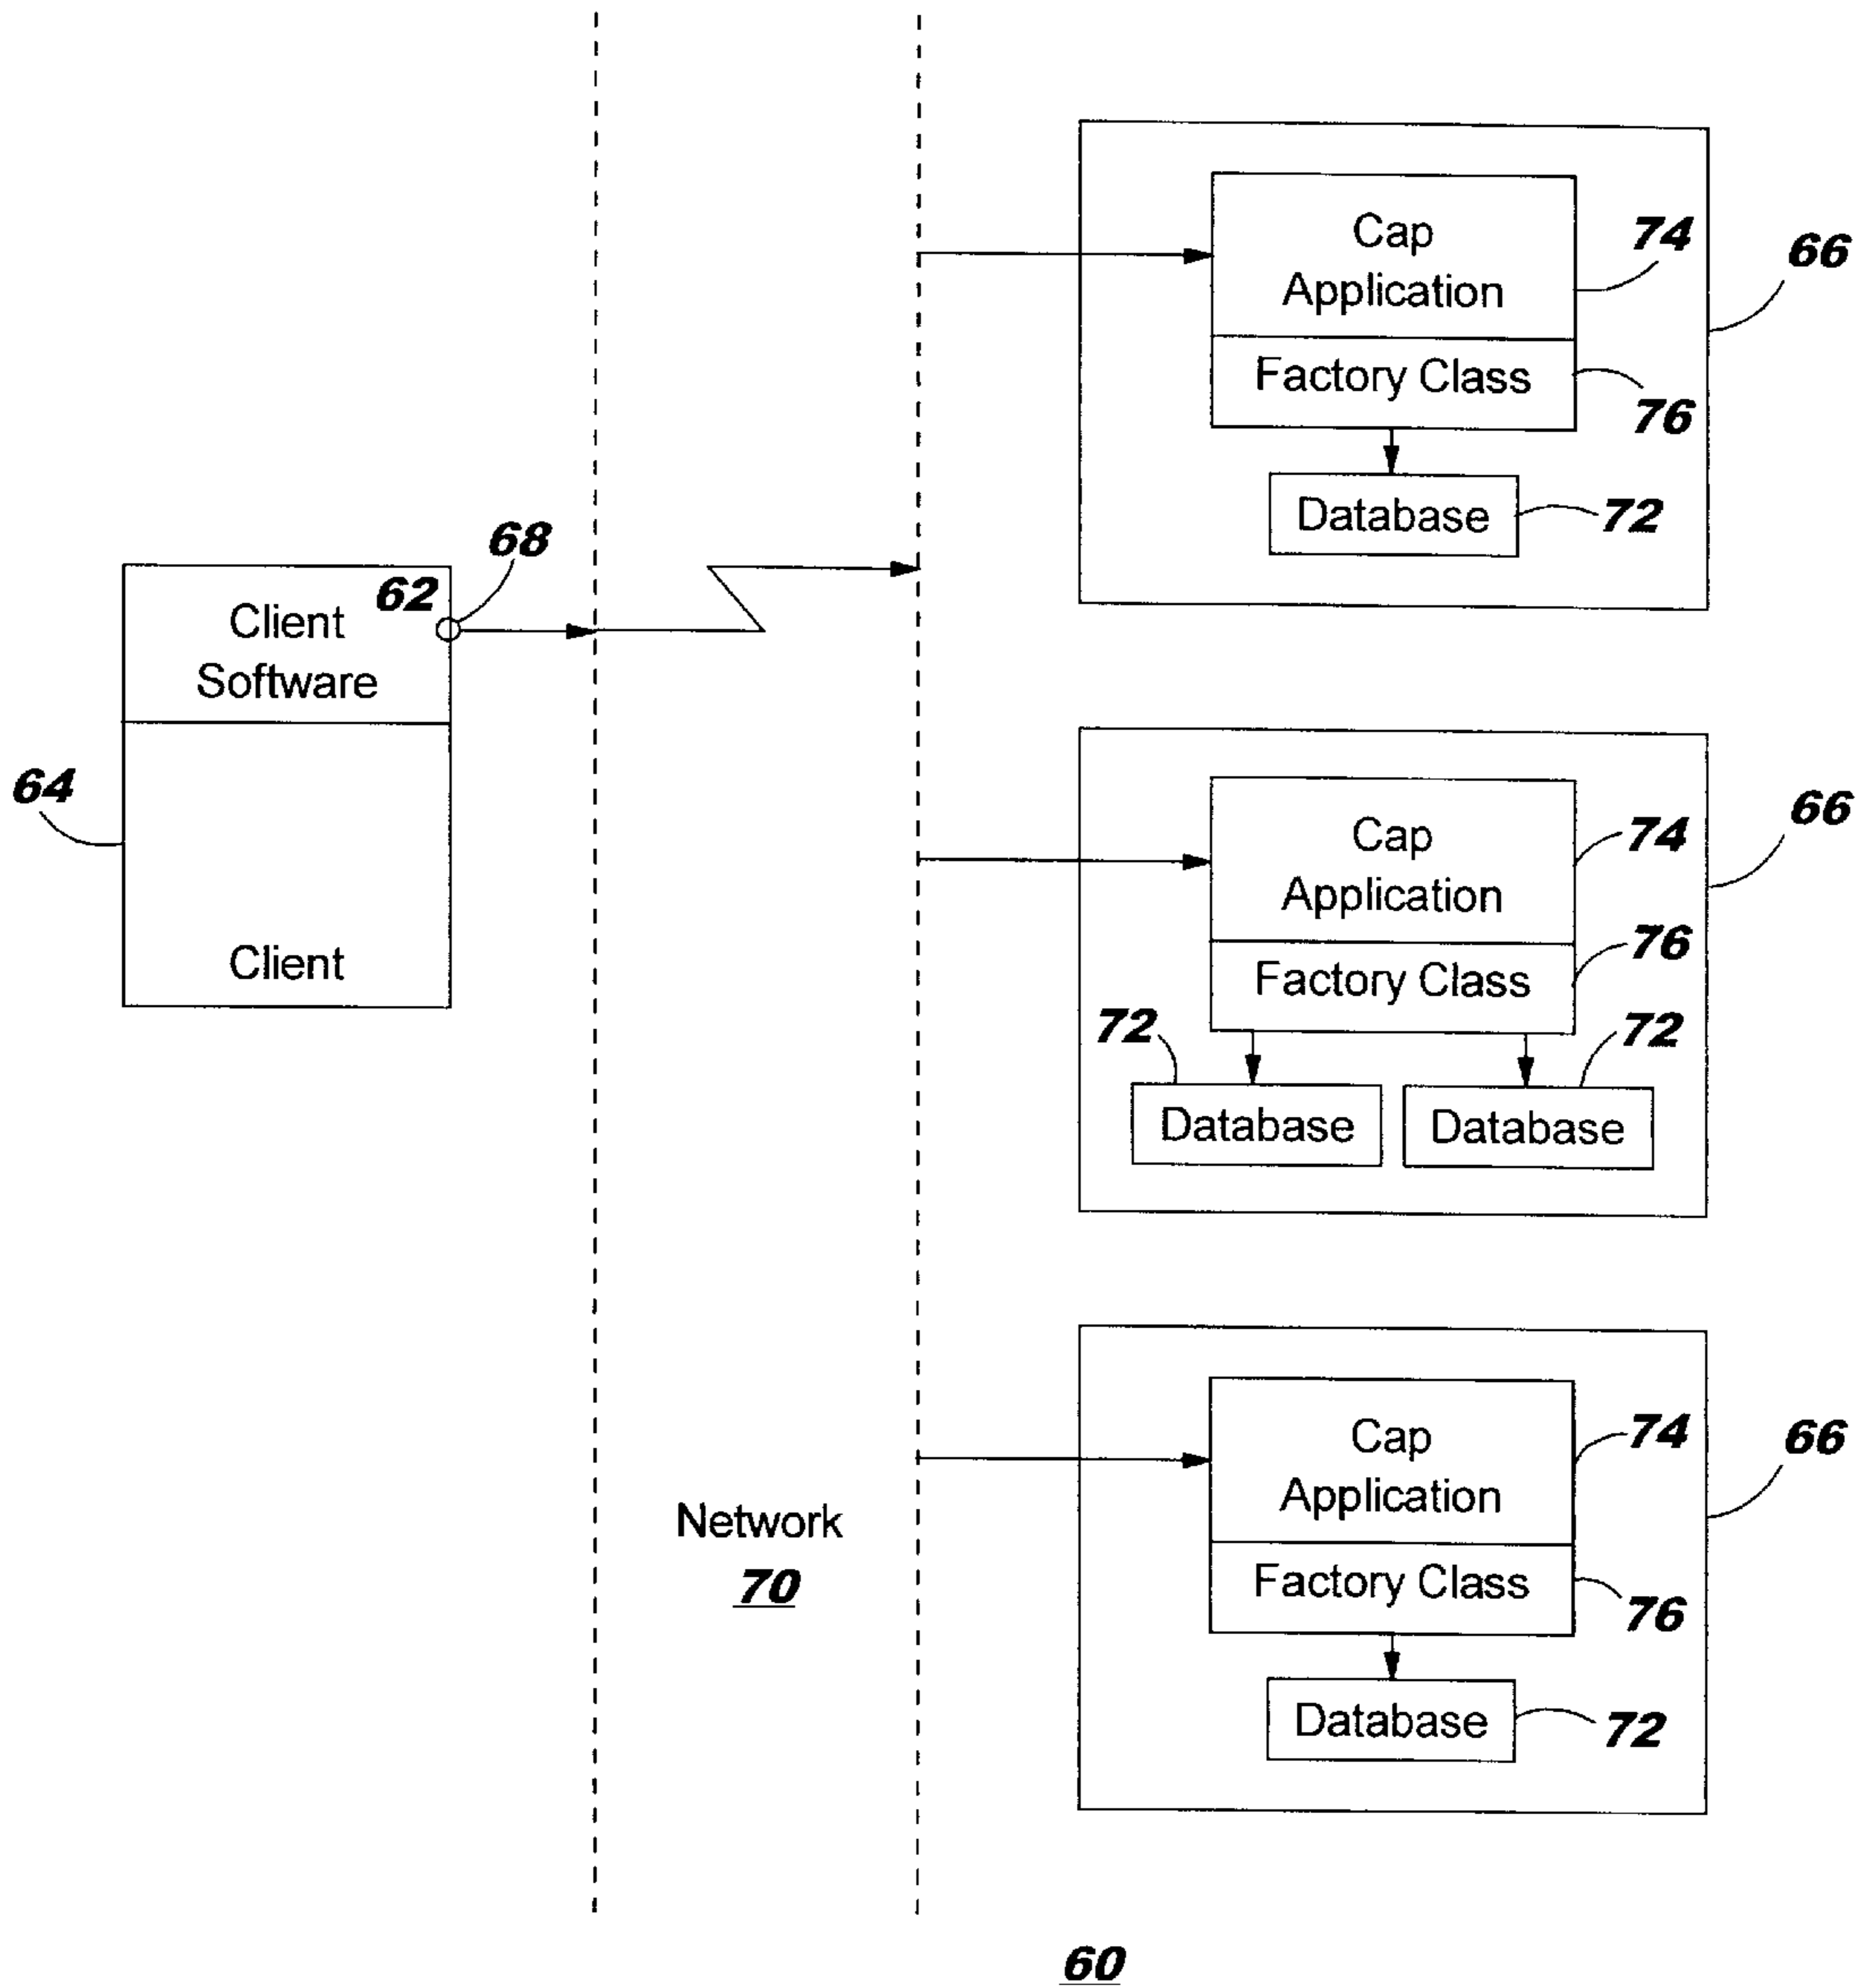 68
62
Client
Software
64
Client
Network
70
Cap
Application
74
66
Factory Class
76
Database
72
Cap
Application
74
66
Factory Class
76
72
72
Database
Database
Cap
Application
74
66
Factory Class
76
Database
72
60